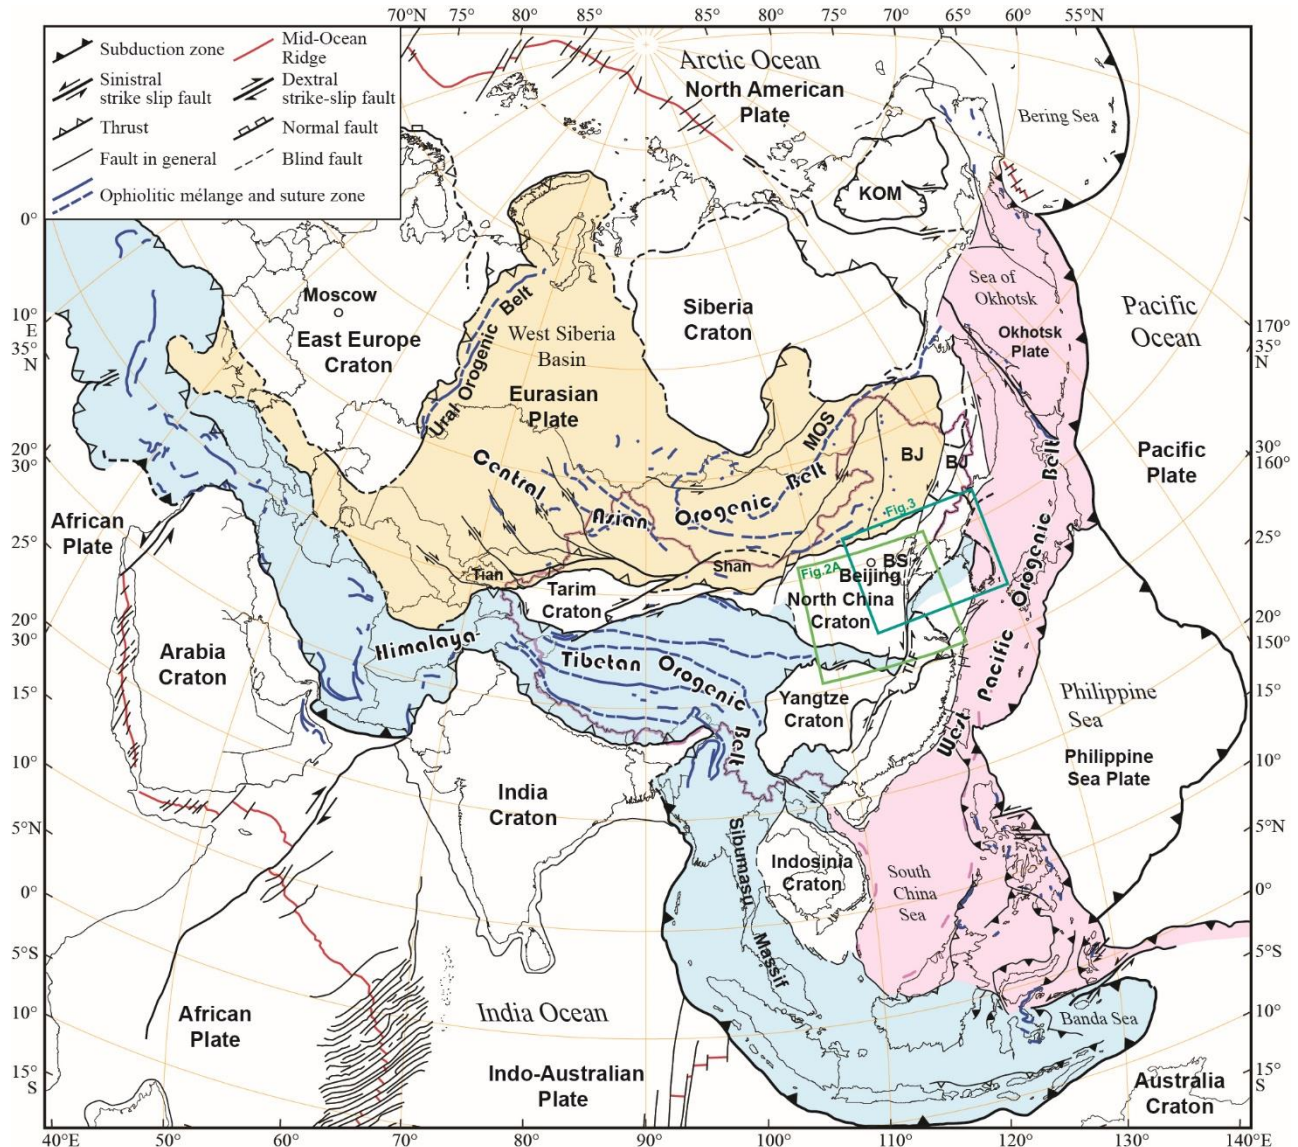 70°N 75° 80° 85° 90° 85° 80° 75° 70° 65° 60° 55°N
Subduction zone
Mid-Ocean
Ridge
Sinistral
strike slip fault
Dextral
strike-slip fault
Thrust
Normal fault
Fault in general
Blind fault
Ophiolitic mélange and suture zone
Arctic Ocean
North American
Plate
Bering Sea
KOM
0°
10°
E
35°
N
20°
30°
25°
20°
30°
15°
10°
5°N
0°
5°S
10°
15°
S
Moscow
East Europe
Craton
Ural Orogenic Belt
West Siberia
Basin
Eurasian
Plate
Siberia
Craton
Sea of
Okhotsk
Okhotsk
Plate
Pacific
Ocean
170°
35°
N
30°
160°
25°
20°
150°
15°
10°
5°N
0°
5°S
10°
15°
S
Pacific
Plate
MOS
BJ
BJ
Central Asian Orogenic Belt
Fig.3
Fig.2A
BS
Beijing
North China
Craton
TLF
Tian
Shan
Tarim
Craton
African
Plate
Arabia
Craton
Himalaya-
Tibetan Orogenic Belt
Yangtze
Craton
West Pacific Orogenic Belt
Philippine
Sea
Philippine
Sea Plate
India
Craton
Sibumasu Massif
Indosinia
Craton
South
China
Sea
African
Plate
India Ocean
Indo-Australian
Plate
Banda Sea
Australia
Craton
40°E 50° 60° 70° 80° 90° 100° 110° 120° 130° 140°E